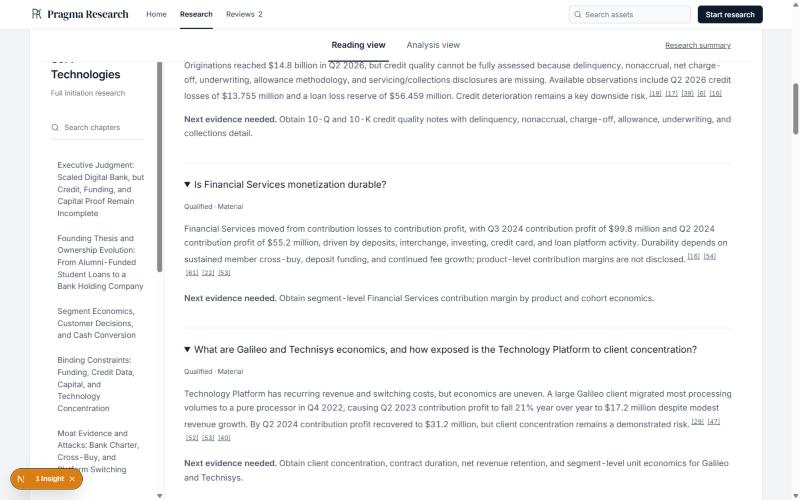 Pragma Research
Home
Research
Reviews 2
Search assets
Start research
Reading view
Analysis view
Research summary
Technologies
Full initiation research
Search chapters
Executive Judgment:
Scaled Digital Bank, but
Credit, Funding, and
Capital Proof Remain
Incomplete
Founding Thesis and
Ownership Evolution:
From Alumni-Funded
Student Loans to a
Bank Holding Company
Segment Economics,
Customer Decisions,
and Cash Conversion
Binding Constraints:
Funding, Credit Data,
Capital, and
Technology
Concentration
Moat Evidence and
Attacks: Bank Charter,
Cross-Buy, and
Platform Switching
1 Insight
Originations reached $14.8 billion in Q2 2026, but credit quality cannot be fully assessed because delinquency, nonaccrual, net charge-
off, underwriting, allowance methodology, and servicing/collections disclosures are missing. Available observations include Q2 2026 credit
losses of $13.755 million and a loan loss reserve of $56.459 million. Credit deterioration remains a key downside risk. [19] [17] [39] [6] [16]
Next evidence needed. Obtain 10-Q and 10-K credit quality notes with delinquency, nonaccrual, charge-off, allowance, underwriting, and
collections detail.
Is Financial Services monetization durable?
Qualified · Material
Financial Services moved from contribution losses to contribution profit, with Q3 2024 contribution profit of $99.8 million and Q2 2024
contribution profit of $55.2 million, driven by deposits, interchange, investing, credit card, and loan platform activity. Durability depends on
sustained member cross-buy, deposit funding, and continued fee growth; product-level contribution margins are not disclosed. [16] [54]
[61] [22] [53]
Next evidence needed. Obtain segment-level Financial Services contribution margin by product and cohort economics.
What are Galileo and Technisys economics, and how exposed is the Technology Platform to client concentration?
Qualified · Material
Technology Platform has recurring revenue and switching costs, but economics are uneven. A large Galileo client migrated most processing
volumes to a pure processor in Q4 2022, causing Q2 2023 contribution profit to fall 21% year over year to $17.2 million despite modest
revenue growth. By Q2 2024 contribution profit recovered to $31.2 million, but client concentration remains a demonstrated risk. [29] [47]
[52] [53] [40]
Next evidence needed. Obtain client concentration, contract duration, net revenue retention, and segment-level unit economics for Galileo
and Technisys.